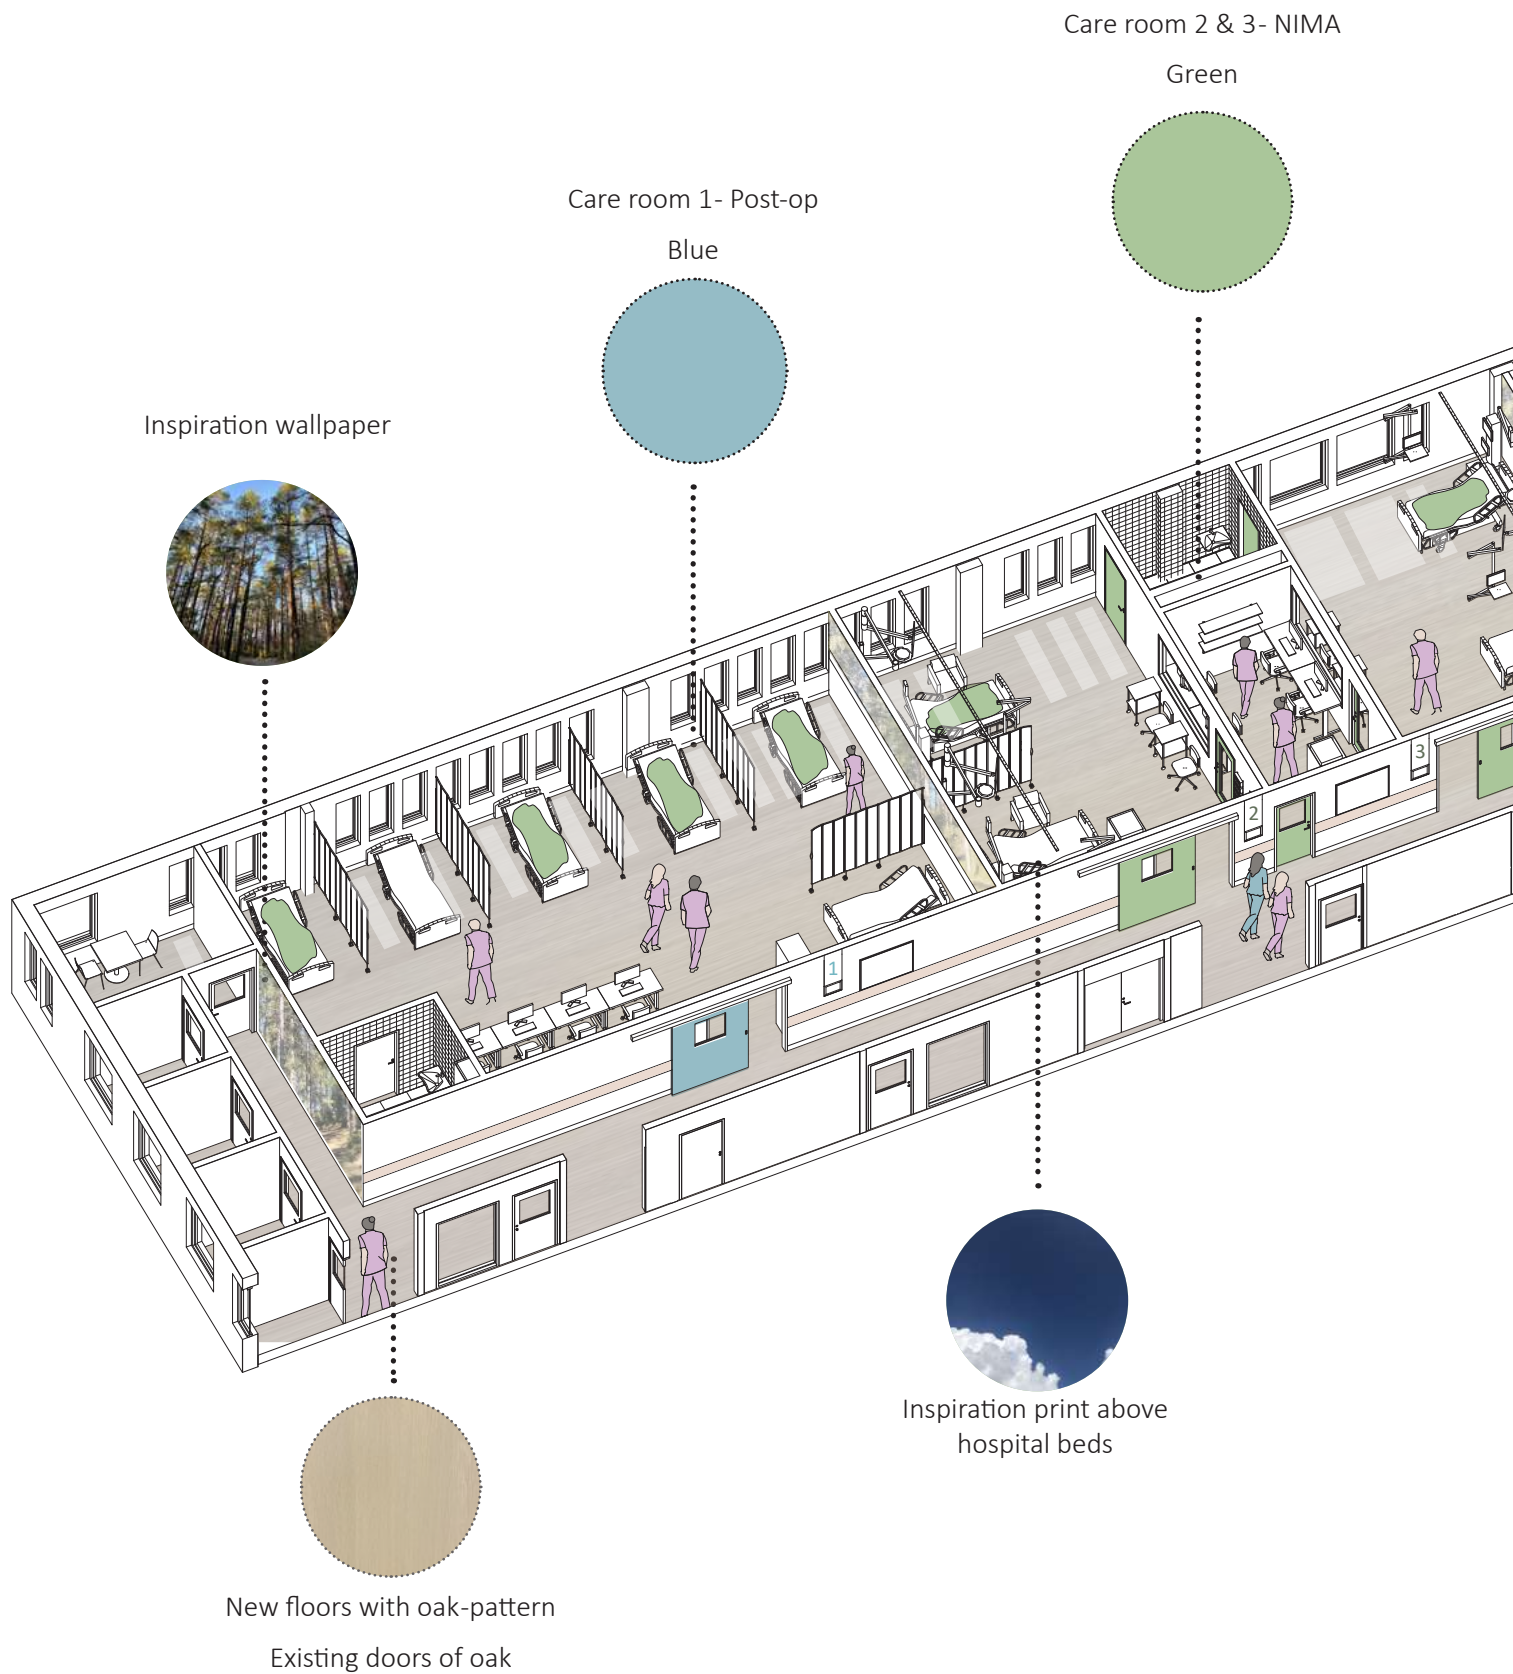 Care room 2 & 3- NIMA
Green
Care room 1- Post-op
Blue
Inspiration wallpaper
3
2
1
Inspiration print above
hospital beds
New floors with oak-pattern
Existing doors of oak